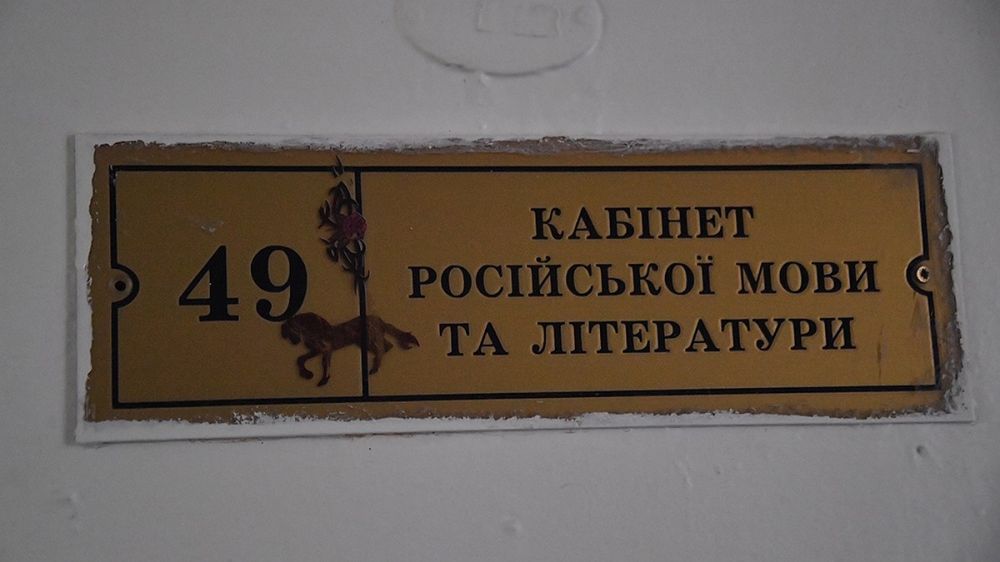 49
КАБІНЕТ
РОСІЙСЬКОЇ МОВИ
ТА ЛІТЕРАТУРИ